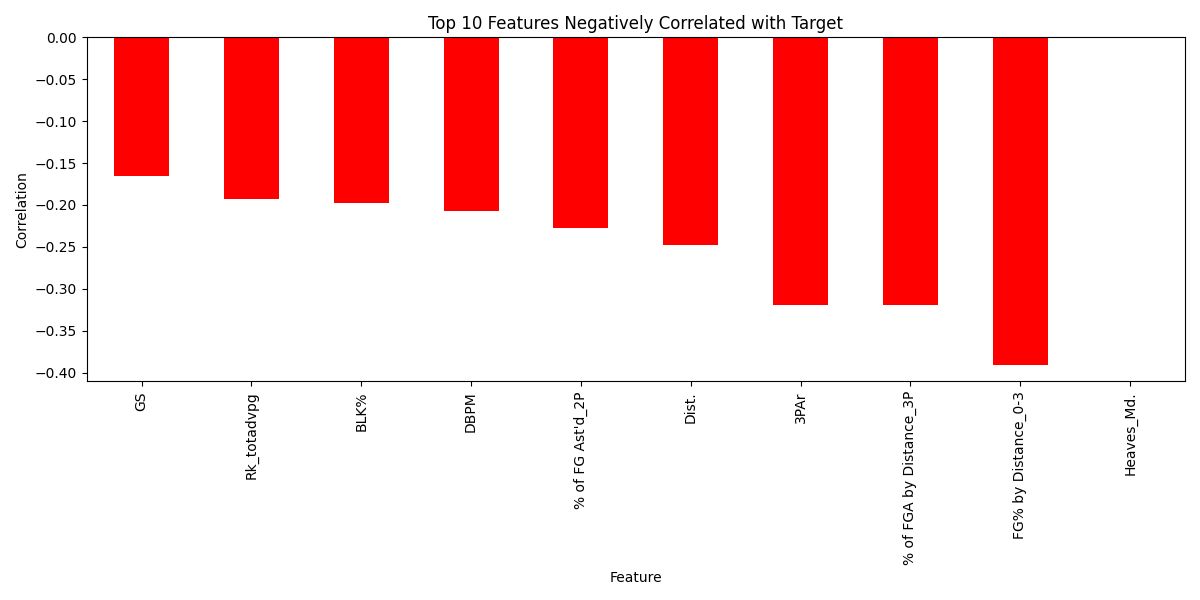 Top 10 Features Negatively Correlated with Target
0.00
−0.05
−0.10
−0.15
−0.20
−0.25
−0.30
−0.35
−0.40
Correlation
GS
Rk_totadvpg
BLK%
DBPM
% of FG Ast'd_2P
Dist.
3PAr
% of FGA by Distance_3P
FG% by Distance_0-3
Heaves_Md.
Feature